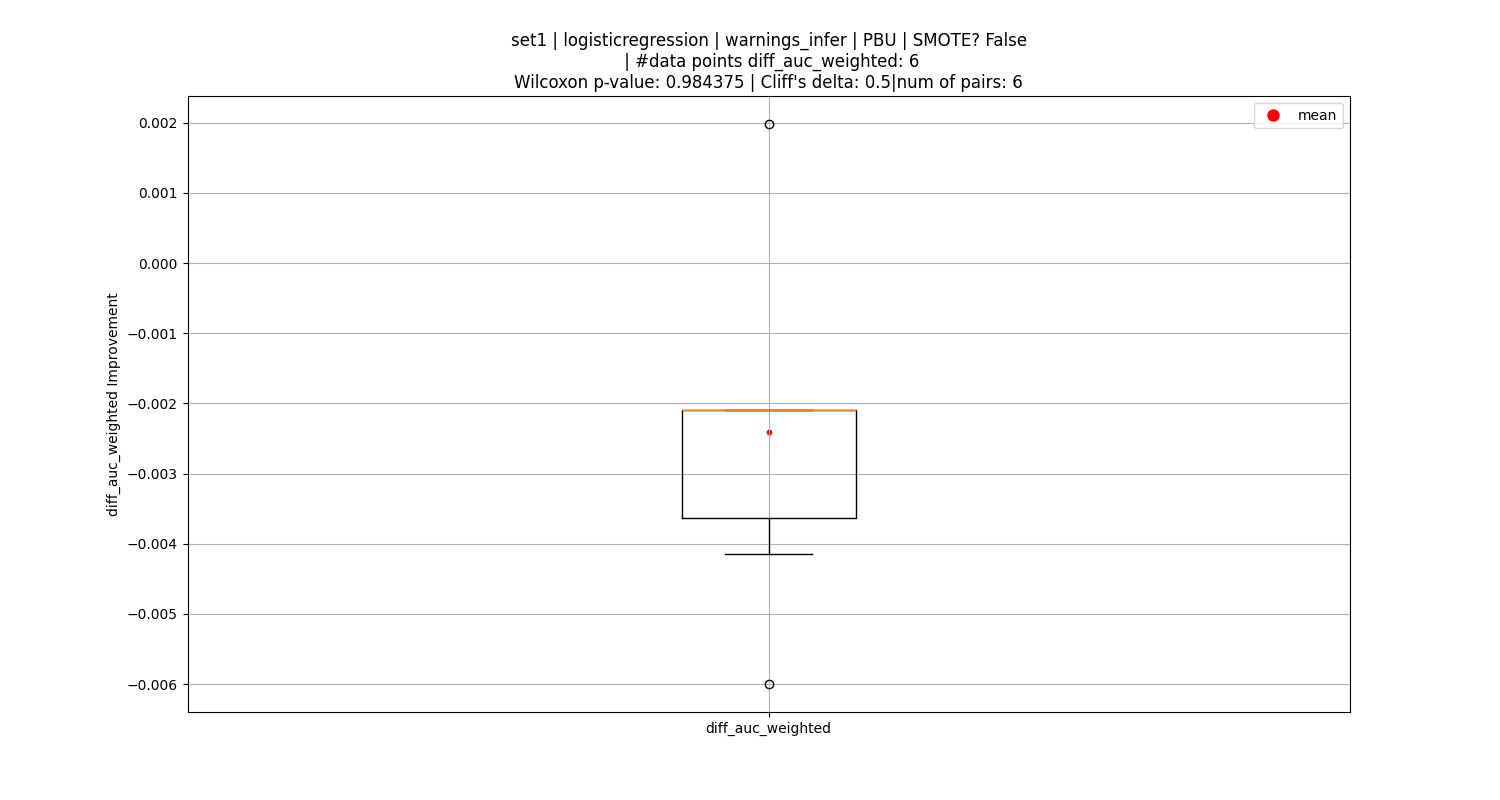 set1 | logisticregression | warnings_infer | PBU | SMOTE? False
| #data points diff_auc_weighted: 6
Wilcoxon p-value: 0.984375 | Cliff's delta: 0.5|num of pairs: 6
mean
0.002
0.001
0.000
−0.001
−0.002
−0.003
−0.004
−0.005
−0.006
diff_auc_weighted Improvement
diff_auc_weighted